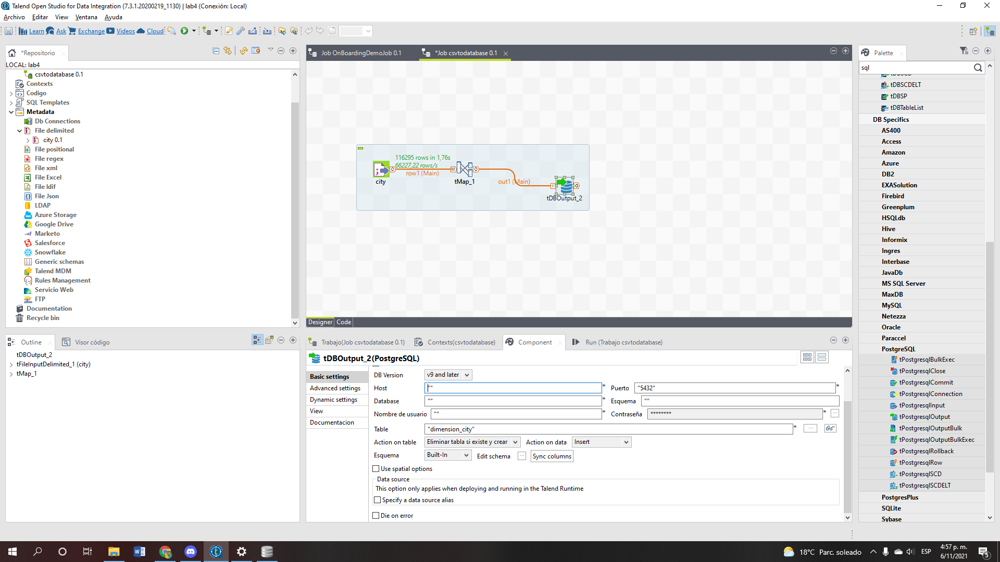 Talend Open Studio for Data Integration (7.3.1.20200219_1130) | lab4 (Conexión: Local)
Archivo Editar View Ventana Ayuda
Learn Ask Exchange Videos Cloud
*Repositorio
LOCAL: lab4
csvtodatabase 0.1
Contexts
Codigo
SQL Templates
Metadata
Db Connections
File delimited
city 0.1
File positional
File regex
File xml
File Excel
File ldif
File Json
LDAP
Azure Storage
Google Drive
Marketo
Salesforce
Snowflake
Generic schemas
Talend MDM
Rules Management
Servicio Web
FTP
Documentation
Recycle bin
Outline
Visor código
tDBOutput_2
tFileInputDelimited_1 (city)
tMap_1
Job OnBoardingDemoJob 0.1
*Job csvtodatabase 0.1
116295 rows in 1,76s
66227,22 rows/s
row1 (Main)
city
tMap_1
out1 (Main)
tDBOutput_2
Designer Code
Trabajo(Job csvtodatabase 0.1)
Contexts(csvtodatabase)
Component
Run (Trabajo csvtodatabase)
tDBOutput_2(PostgreSQL)
Basic settings
Advanced settings
Dynamic settings
View
Documentacion
DB Version v9 and later
Host "" * Puerto "5432" *
Database "" * Esquema ""
Nombre de usuario "" * Contraseña ******** * ...
Table "dimension_city" * ...
Action on table Eliminar tabla si existe y crear Action on data Insert
Esquema Built-In Edit schema ... Sync columns
Use spatial options
Data source
This option only applies when deploying and running in the Talend Runtime
Specify a data source alias
Die on error
Palette
sql
tDBSCD
tDBSCDELT
tDBSP
tDBTableList
DB Specifics
AS400
Access
Amazon
Azure
DB2
EXASolution
Firebird
Greenplum
HSQLdb
Hive
Informix
Ingres
Interbase
JavaDb
MS SQL Server
MaxDB
MySQL
Netezza
Oracle
Paraccel
PostgreSQL
tPostgresqlBulkExec
tPostgresqlClose
tPostgresqlCommit
tPostgresqlConnection
tPostgresqlInput
tPostgresqlOutput
tPostgresqlOutputBulk
tPostgresqlOutputBulkExec
tPostgresqlRollback
tPostgresqlRow
tPostgresqlSCD
tPostgresqlSCDELT
PostgresPlus
SQLite
Sybase
18°C Parc. soleado
ESP
4:57 p. m.
6/11/2021
5